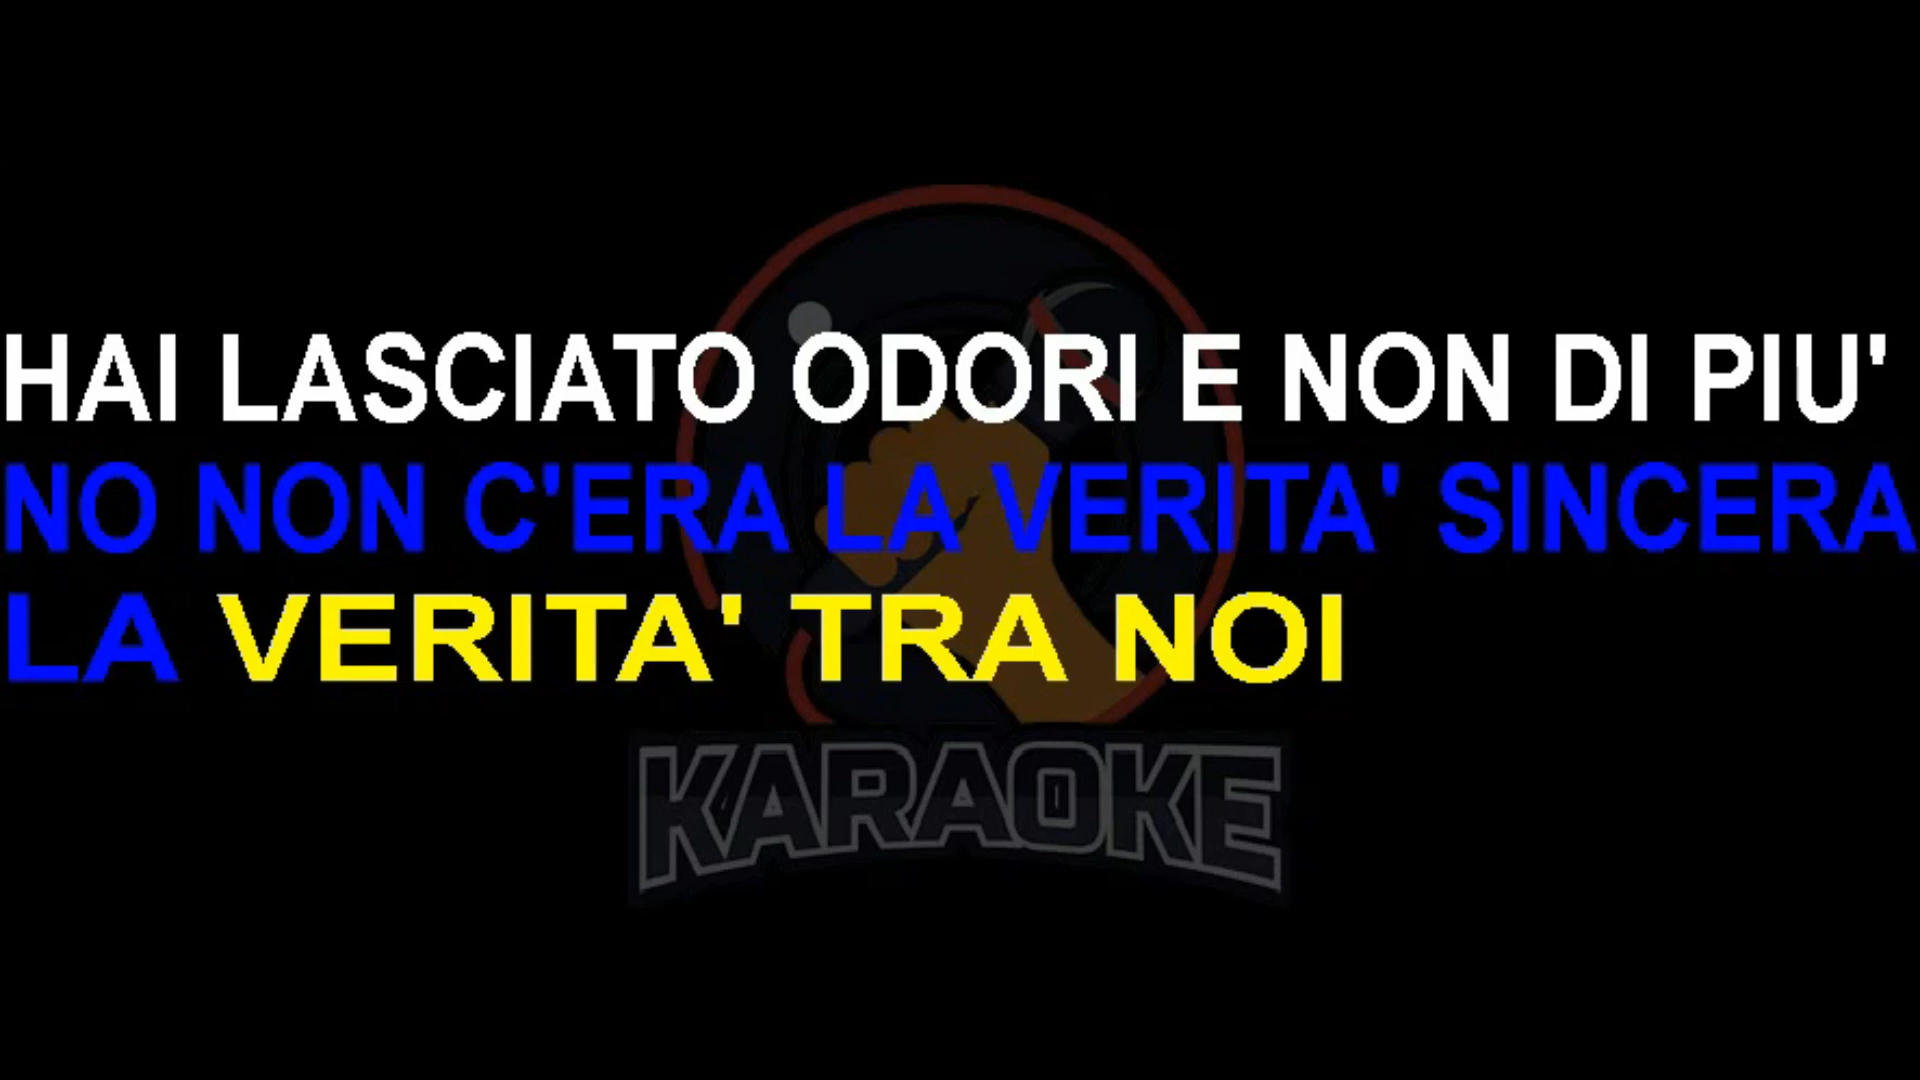 HAI LASCIATO ODORI E NON DI PIU'
NO NON C'ERA LA VERITA' SINCERA
LA VERITA' TRA NOI
KARAOKE